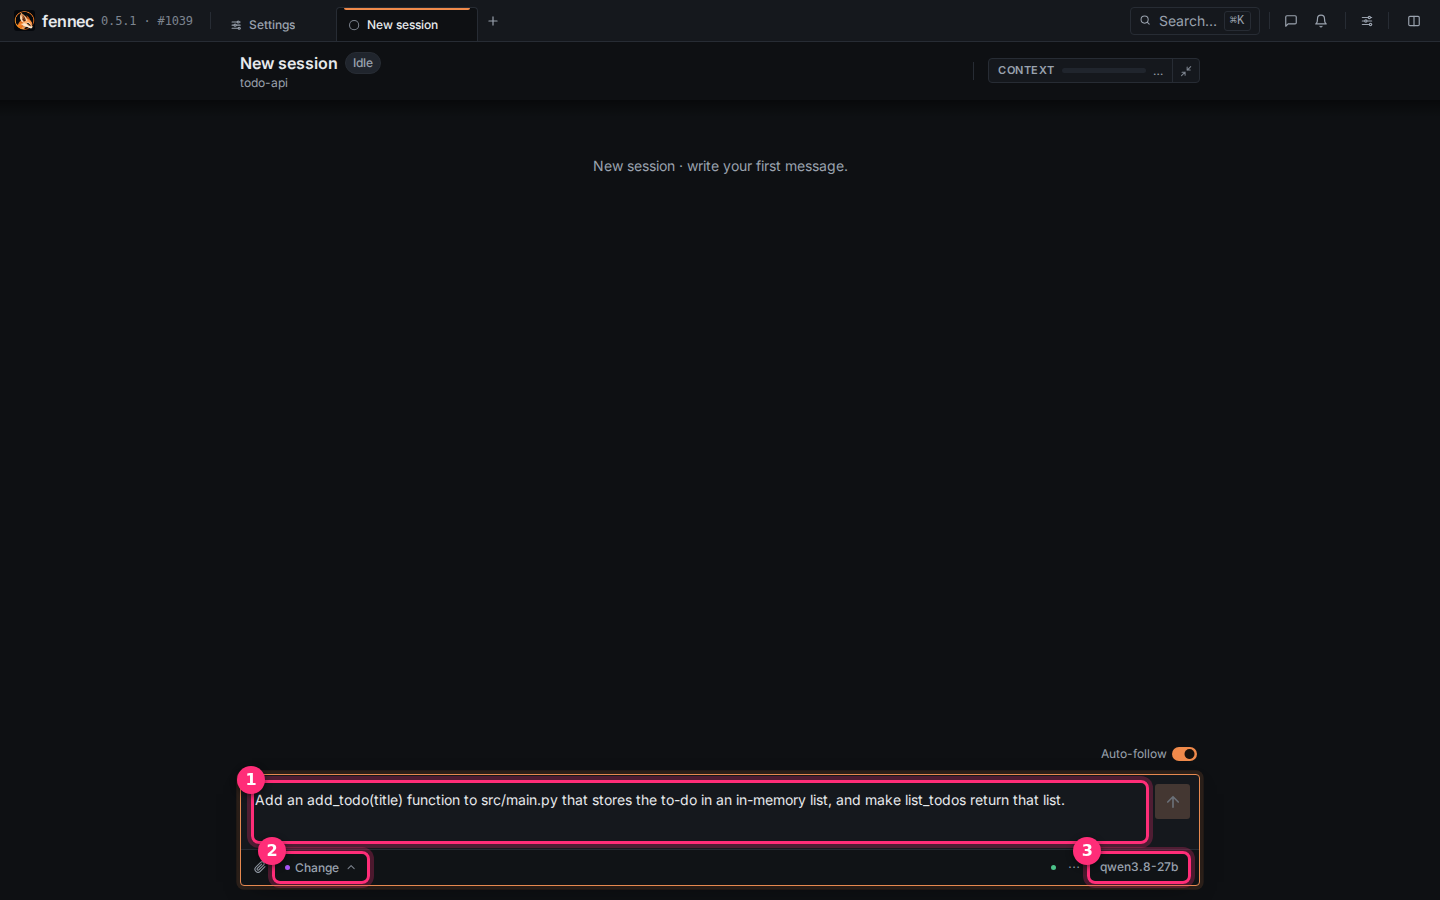 fennec 0.5.1 · #1039
Settings
New session
Search... ⌘K
New session Idle
todo-api
CONTEXT ...
New session · write your first message.
Auto-follow
1
Add an add_todo(title) function to src/main.py that stores the to-do in an in-memory list, and make list_todos return that list.
2
Change
3
qwen3.8-27b